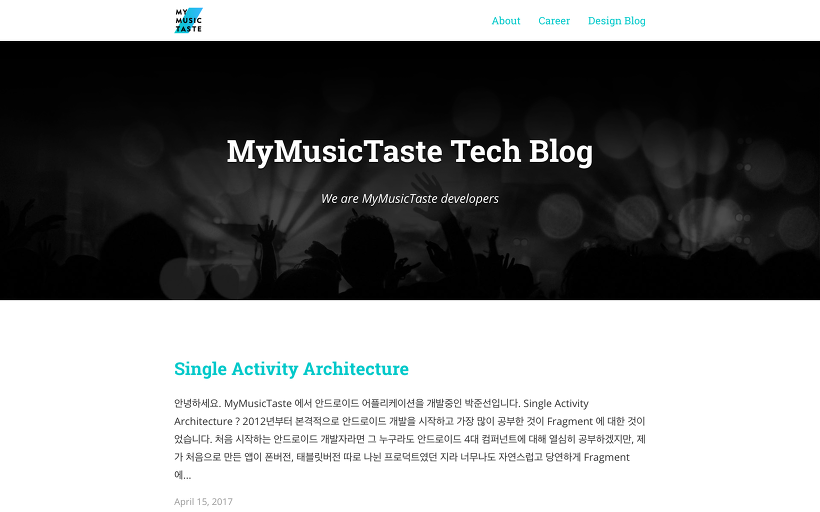 MY
MUSIC
TASTE
About Career Design Blog
MyMusicTaste Tech Blog
We are MyMusicTaste developers
Single Activity Architecture
안녕하세요. MyMusicTaste 에서 안드로이드 어플리케이션을 개발중인 박준선입니다. Single Activity
Architecture ? 2012년부터 본격적으로 안드로이드 개발을 시작하고 가장 많이 공부한 것이 Fragment 에 대한 것이
었습니다. 처음 시작하는 안드로이드 개발자라면 그 누구라도 안드로이드 4대 컴퍼넌트에 대해 열심히 공부하겠지만, 제
가 처음으로 만든 앱이 폰버전, 태블릿버전 따로 나뉜 프로덕트였던 지라 너무나도 자연스럽고 당연하게 Fragment
에...
April 15, 2017